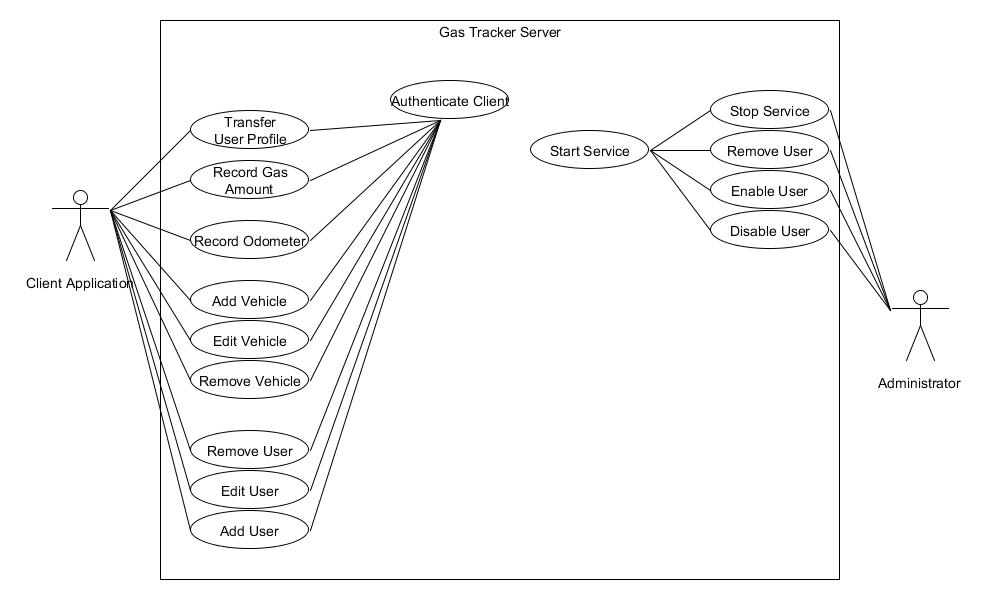 Gas Tracker Server
Authenticate Client
Transfer
User Profile
Record Gas
Amount
Record Odometer
Add Vehicle
Edit Vehicle
Remove Vehicle
Remove User
Edit User
Add User
Client Application
Start Service
Stop Service
Remove User
Enable User
Disable User
Administrator